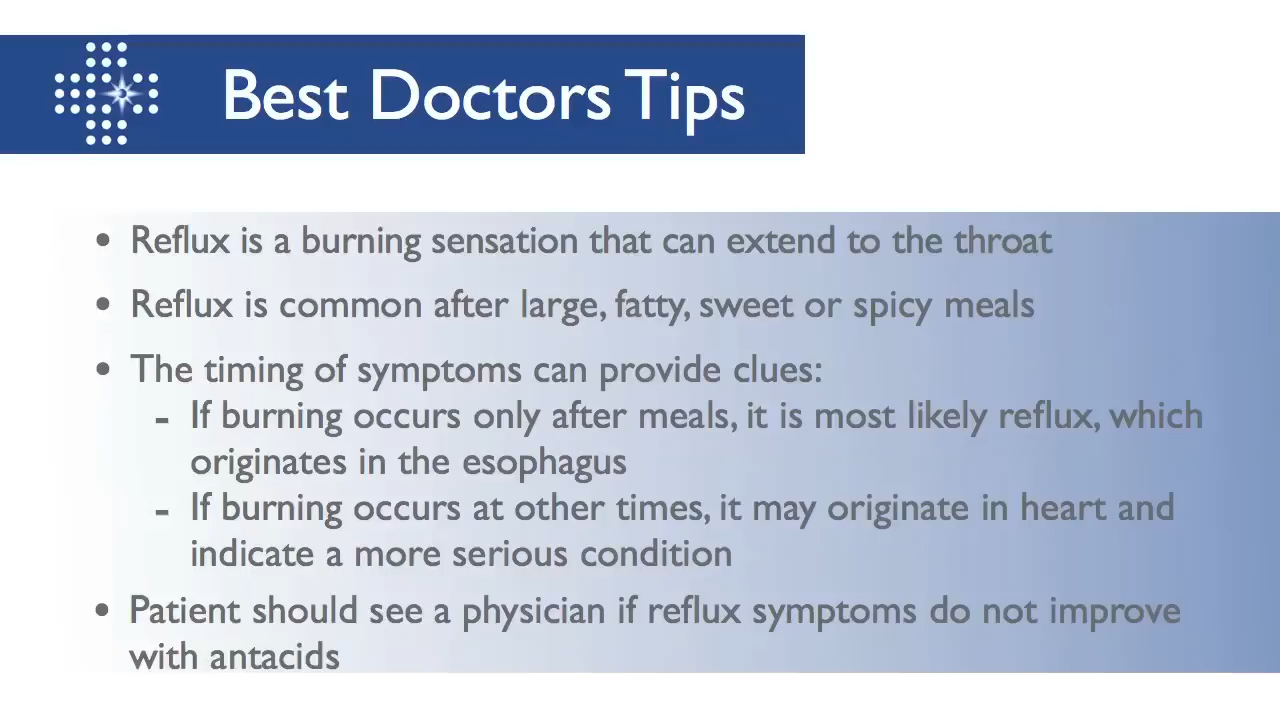 Best Doctors Tips
• Reflux is a burning sensation that can extend to the throat
• Reflux is common after large, fatty, sweet or spicy meals
• The timing of symptoms can provide clues:
- If burning occurs only after meals, it is most likely reflux, which
originates in the esophagus
- If burning occurs at other times, it may originate in heart and
indicate a more serious condition
• Patient should see a physician if reflux symptoms do not improve
with antacids